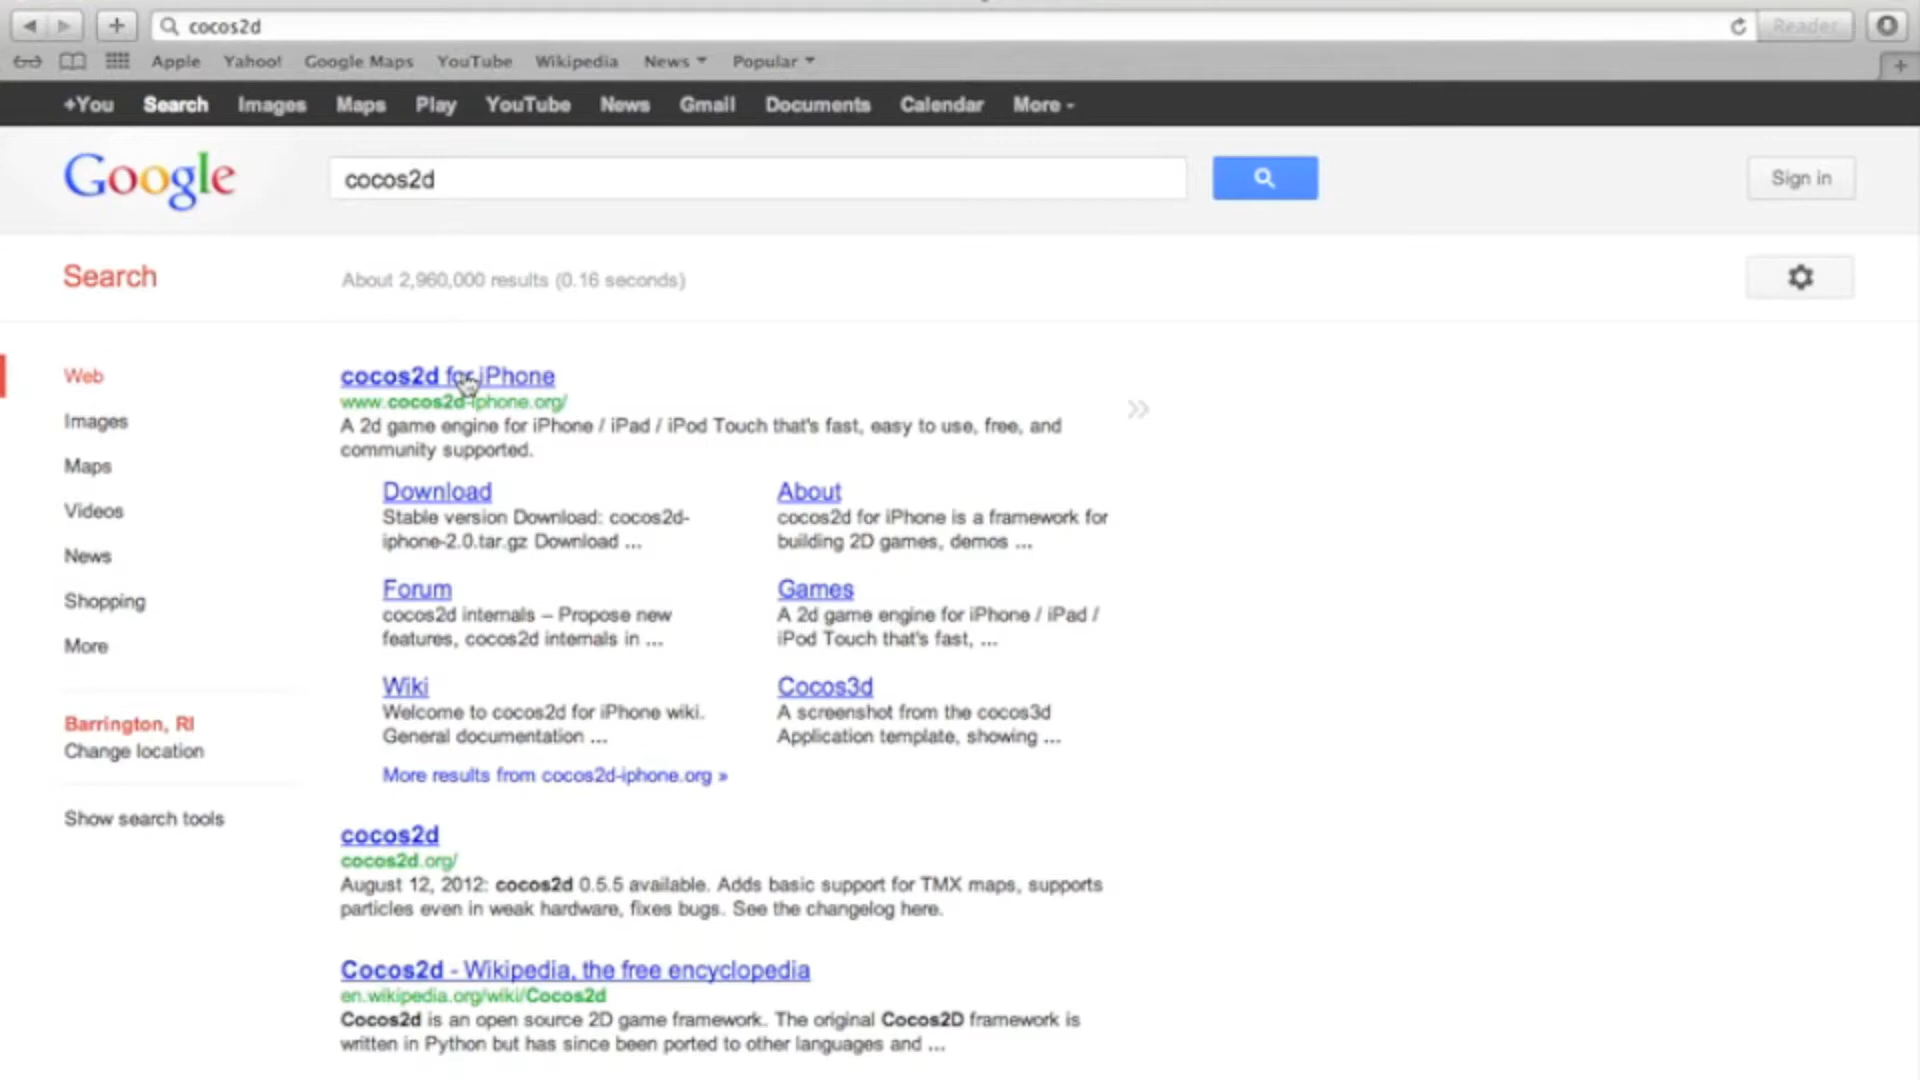 cocos2d
Reader
Apple Yahoo! Google Maps YouTube Wikipedia News Popular
+You Search Images Maps Play YouTube News Gmail Documents Calendar More
Google
cocos2d
Sign in
Search
About 2,960,000 results (0.16 seconds)
Web
Images
Maps
Videos
News
Shopping
More
Barrington, RI
Change location
Show search tools
cocos2d for iPhone
www.cocos2d-iphone.org/
A 2d game engine for iPhone / iPad / iPod Touch that's fast, easy to use, free, and
community supported.
Download
Stable version Download: cocos2d-
iphone-2.0.tar.gz Download ...
About
cocos2d for iPhone is a framework for
building 2D games, demos ...
Forum
cocos2d internals – Propose new
features, cocos2d internals in ...
Games
A 2d game engine for iPhone / iPad /
iPod Touch that's fast, ...
Wiki
Welcome to cocos2d for iPhone wiki.
General documentation ...
Cocos3d
A screenshot from the cocos3d
Application template, showing ...
More results from cocos2d-iphone.org »
cocos2d
cocos2d.org/
August 12, 2012: cocos2d 0.5.5 available. Adds basic support for TMX maps, supports
particles even in weak hardware, fixes bugs. See the changelog here.
Cocos2d - Wikipedia, the free encyclopedia
en.wikipedia.org/wiki/Cocos2d
Cocos2d is an open source 2D game framework. The original Cocos2D framework is
written in Python but has since been ported to other languages and ...